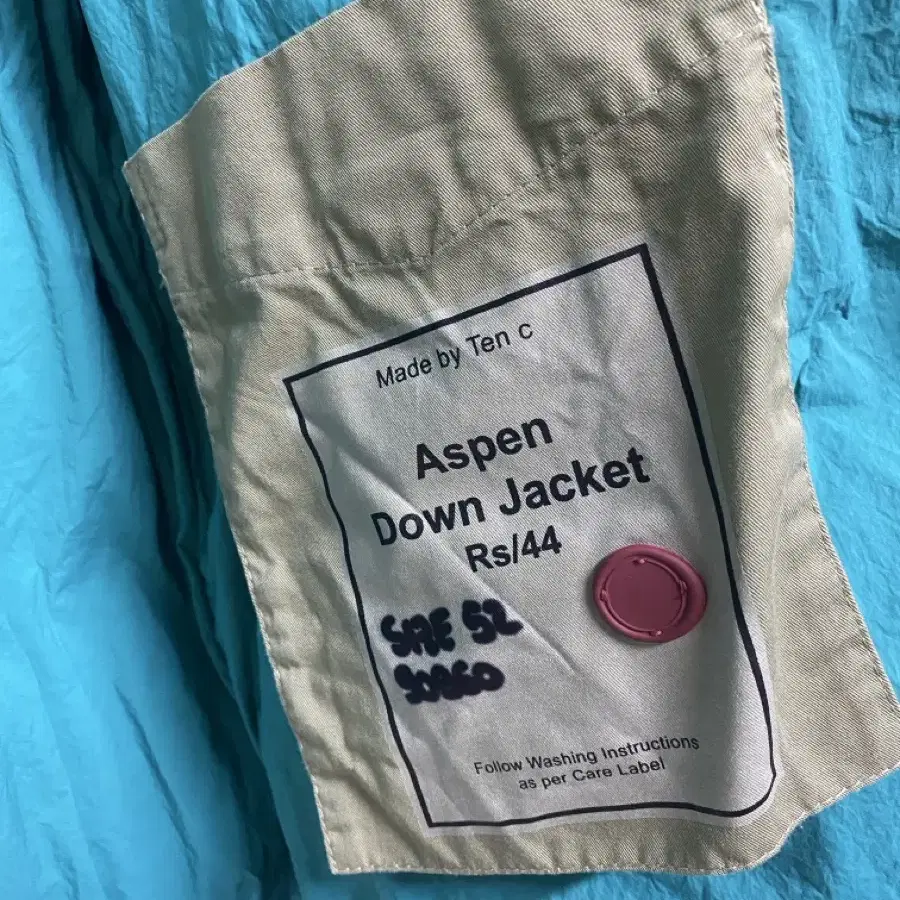 Made by Ten c
Aspen
Down Jacket
Rs/44
SIZE 52
Follow Washing Instructions
as per Care Label